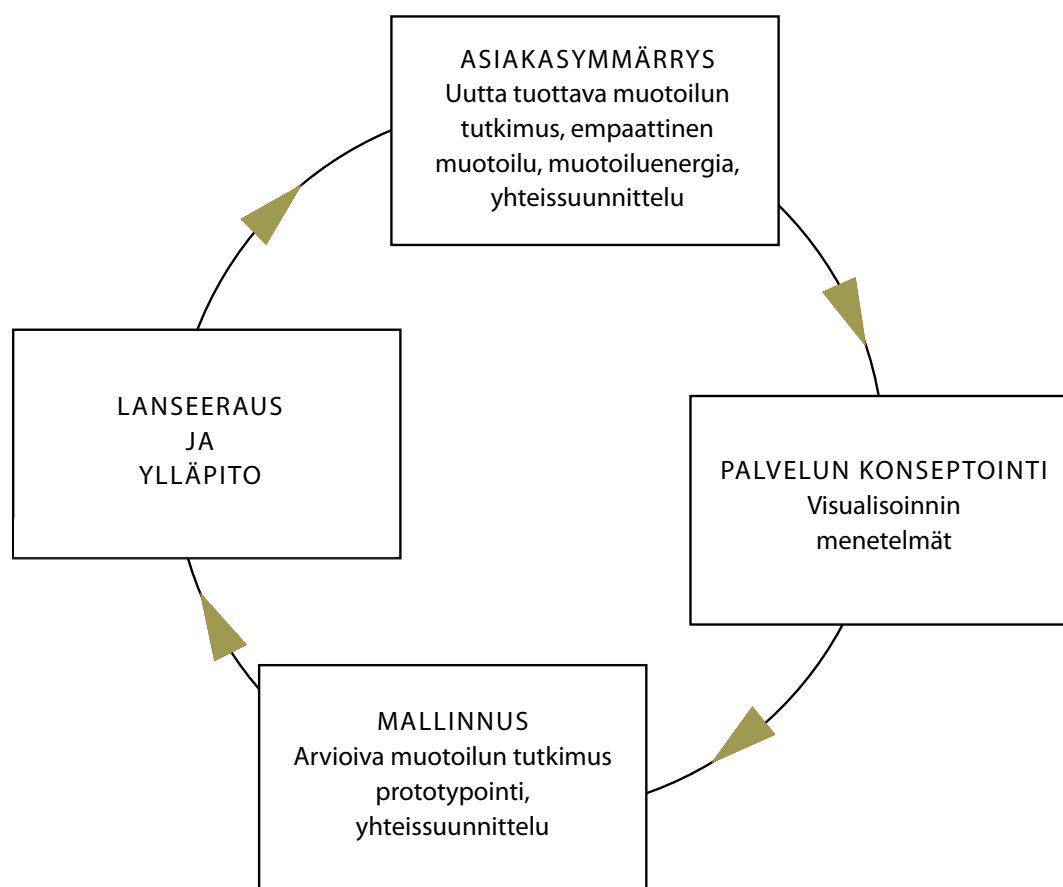 ASIAKASYMMÄRRYS
Uutta tuottava muotoilun
tutkimus, empaattinen
muotoilu, muotoiluenergia,
yhteissuunnittelu
PALVELUN KONSEPTOINTI
Visualisoinnin
menetelmät
MALLINNUS
Arvioiva muotoilun tutkimus
prototypointi,
yhteissuunnittelu
LANSEERAUS
JA
YLLÄPITO